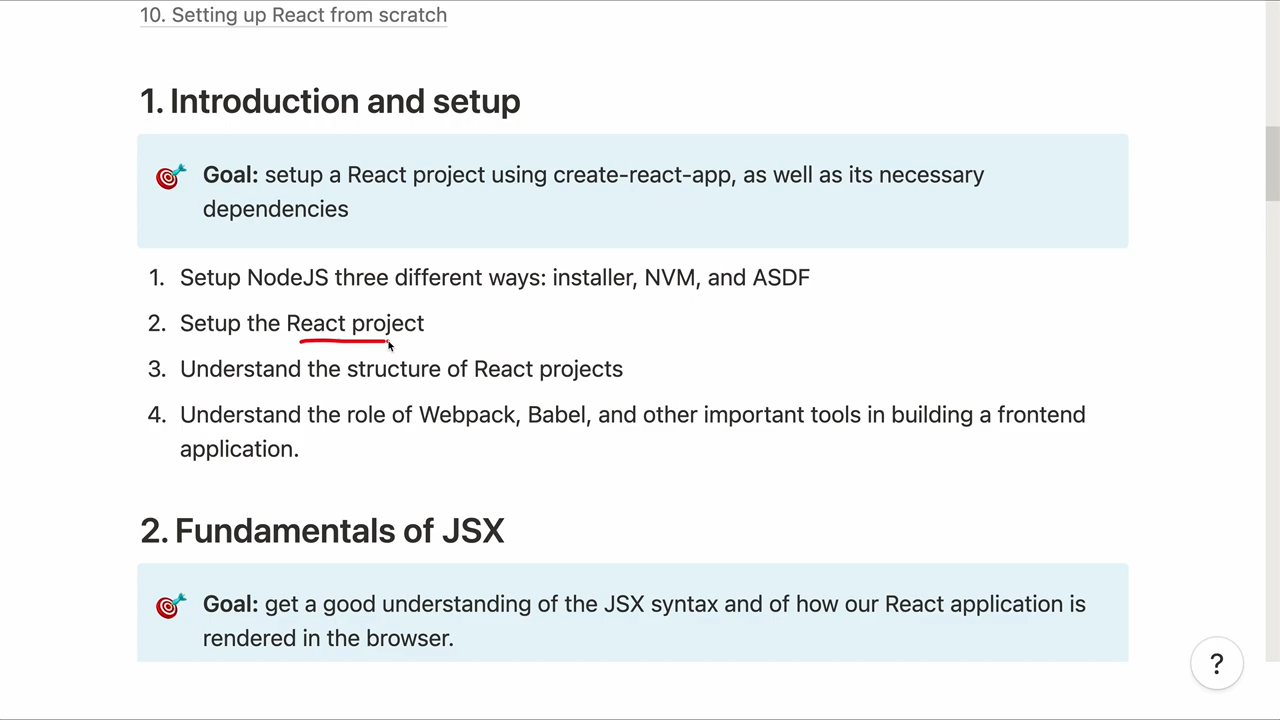 10. Setting up React from scratch
1. Introduction and setup
Goal: setup a React project using create-react-app, as well as its necessary
dependencies
1. Setup NodeJS three different ways: installer, NVM, and ASDF
2. Setup the React project
3. Understand the structure of React projects
4. Understand the role of Webpack, Babel, and other important tools in building a frontend
application.
2. Fundamentals of JSX
Goal: get a good understanding of the JSX syntax and of how our React application is
rendered in the browser.
?